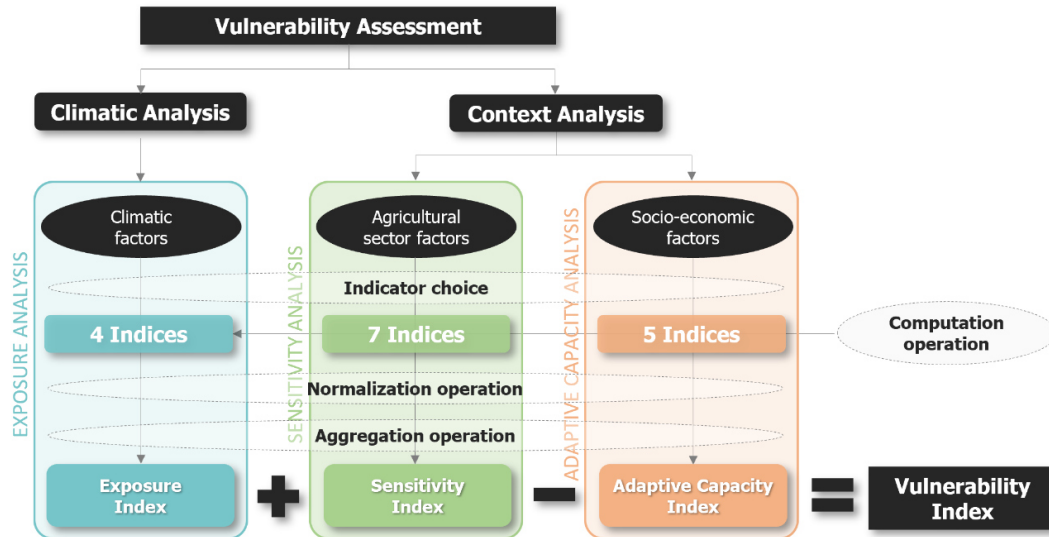 Vulnerability Assessment
Climatic Analysis
Context Analysis
EXPOSURE ANALYSIS
SENSITIVITY ANALYSIS
ADAPTIVE CAPACITY ANALYSIS
Climatic
factors
Agricultural
sector factors
Socio-economic
factors
Indicator choice
4 Indices
7 Indices
5 Indices
Computation
operation
Normalization operation
Aggregation operation
Exposure
Index
+
Sensitivity
Index
−
Adaptive Capacity
Index
=
Vulnerability
Index